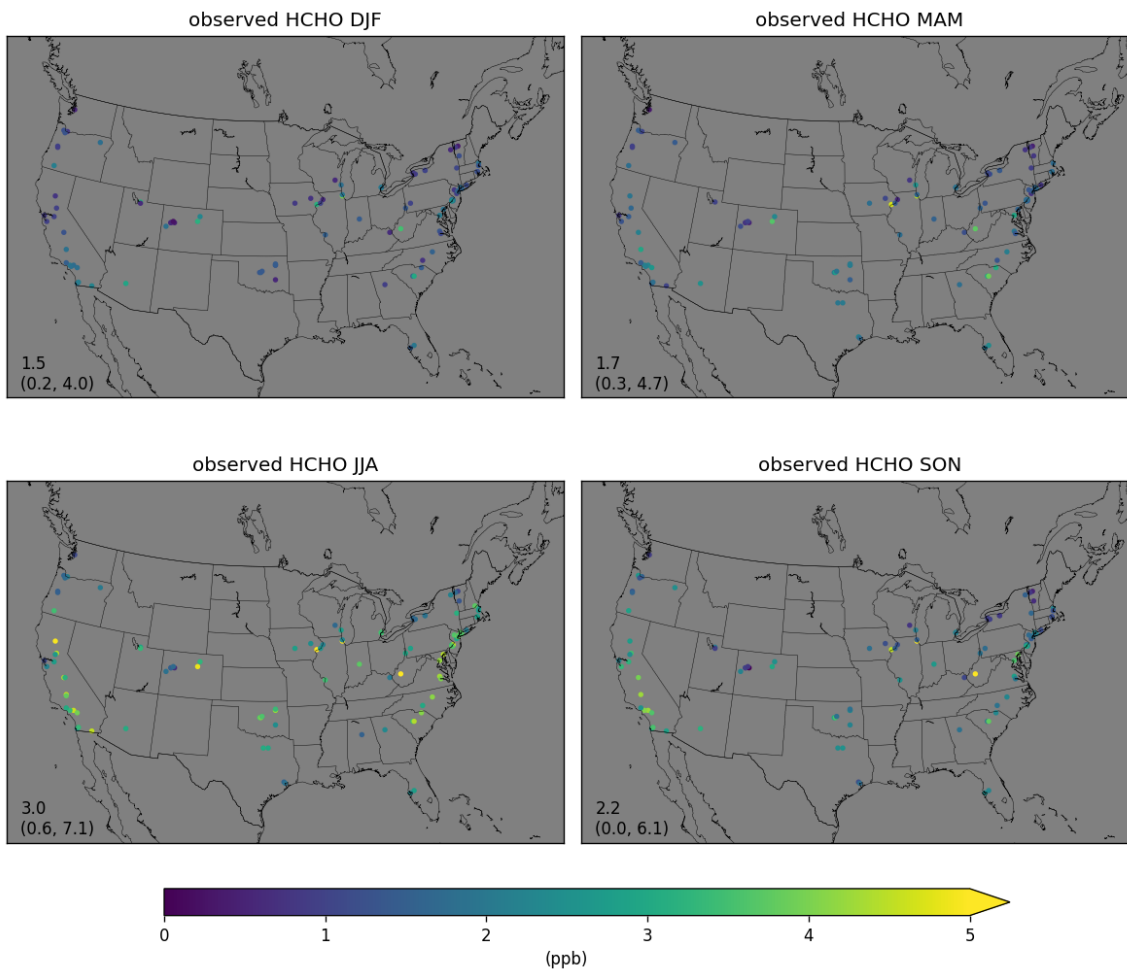 observed HCHO DJF
observed HCHO MAM
1.5
(0.2, 4.0)
1.7
(0.3, 4.7)
observed HCHO JJA
observed HCHO SON
3.0
(0.6, 7.1)
2.2
(0.0, 6.1)
0 1 2 3 4 5
(ppb)